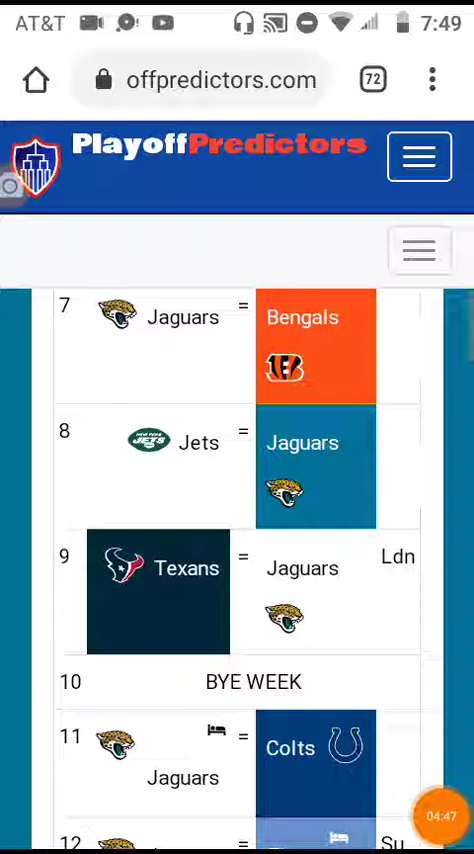 AT&T 7:49
offpredictors.com 72
PlayoffPredictors
7 Jaguars = Bengals
8 Jets = Jaguars
9 Texans = Jaguars Ldn
10 BYE WEEK
11 Jaguars = Colts
12 = Su
04:47